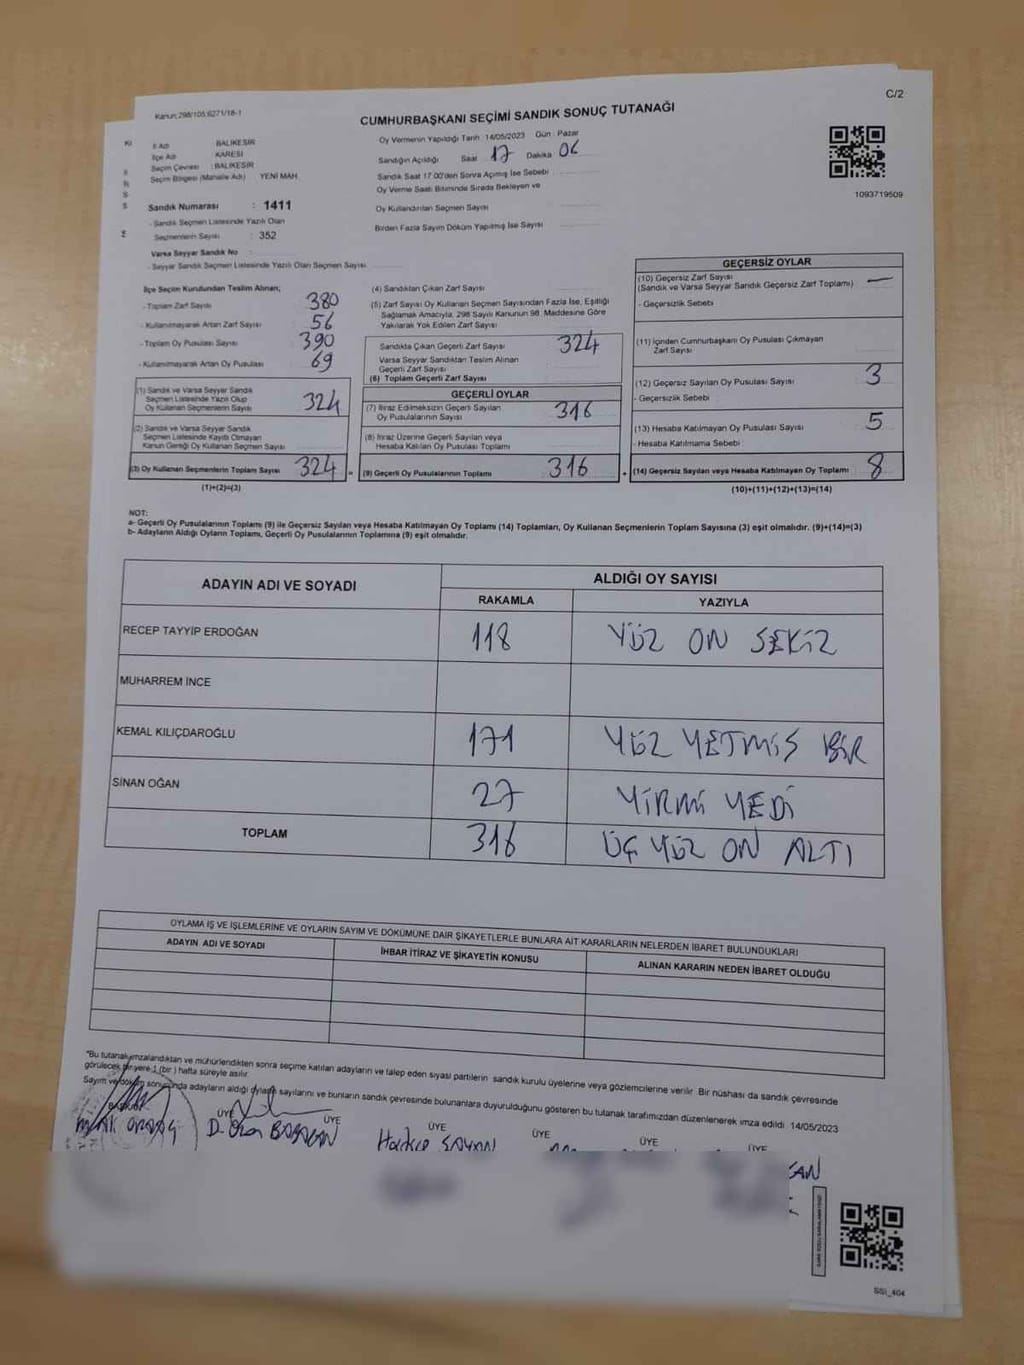 C/2
Kanun:298/105;6271/18-1
CUMHURBAŞKANI SEÇİMİ SANDIK SONUÇ TUTANAĞI
İl Adı BALIKESİR
İlçe Adı KARESİ
Seçim Çevresi : BALIKESİR
Seçim Bölgesi (Mahalle Adı) YENİ MAH.
Sandık Numarası : 1411
- Sandık Seçmen Listesinde Yazılı Olan
Seçmenlerin Sayısı : 352
Varsa Seyyar Sandık No
- Seyyar Sandık Seçmen Listesinde Yazılı Olan Seçmen Sayısı
Oy Vermenin Yapıldığı Tarih 14/05/2023 Gün : Pazar
Sandığın Açıldığı Saat 17 Dakika 06
Sandık Saat 17.00'den Sonra Açılmış İse Sebebi
Oy Verme Saati Bitiminde Sırada Bekleyen ve
Oy Kullandırılan Seçmen Sayısı
Birden Fazla Sayım Döküm Yapılmış İse Sayısı
1093719509
İlçe Seçim Kurulundan Teslim Alınan;
- Toplam Zarf Sayısı 380
- Kullanılmayarak Artan Zarf Sayısı 56
- Toplam Oy Pusulası Sayısı 390
- Kullanılmayarak Artan Oy Pusulası 69
(1) Sandık ve Varsa Seyyar Sandık
Seçmen Listesinde Yazılı Olup
Oy Kullanan Seçmenlerin Sayısı 324
(2) Sandık ve Varsa Seyyar Sandık
Seçmen Listesinde Kayıtlı Olmayan
Kanun Gereği Oy Kullanan Seçmen Sayısı
(3) Oy Kullanan Seçmenlerin Toplam Sayısı 324
(1)+(2)=(3)
(4) Sandıktan Çıkan Zarf Sayısı
(5) Zarf Sayısı Oy Kullanan Seçmen Sayısından Fazla İse, Eşitliği
Sağlamak Amacıyla, 298 Sayılı Kanunun 98. Maddesine Göre
Yakılarak Yok Edilen Zarf Sayısı
Sandıkta Çıkan Geçerli Zarf Sayısı 324
Varsa Seyyar Sandıktan Teslim Alınan
Geçerli Zarf Sayısı
(6) Toplam Geçerli Zarf Sayısı
GEÇERLİ OYLAR
(7) İtiraz Edilmeksizin Geçerli Sayılan
Oy Pusulalarının Sayısı 316
(8) İtiraz Üzerine Geçerli Sayılan veya
Hesaba Katılan Oy Pusulaları Toplamı
= (9) Geçerli Oy Pusulalarının Toplamı 316
GEÇERSİZ OYLAR
(10) Geçersiz Zarf Sayısı
(Sandık ve Varsa Seyyar Sandık Geçersiz Zarf Toplamı) —
- Geçersizlik Sebebi
(11) İçinden Cumhurbaşkanı Oy Pusulası Çıkmayan
Zarf Sayısı
(12) Geçersiz Sayılan Oy Pusulası Sayısı 3
- Geçersizlik Sebebi
(13) Hesaba Katılmayan Oy Pusulası Sayısı 5
- Hesaba Katılmama Sebebi
+ (14) Geçersiz Sayılan veya Hesaba Katılmayan Oy Toplamı 8
(10)+(11)+(12)+(13)=(14)
NOT:
a- Geçerli Oy Pusulalarının Toplamı (9) ile Geçersiz Sayılan veya Hesaba Katılmayan Oy Toplamı (14) Toplamları, Oy Kullanan Seçmenlerin Toplam Sayısına (3) eşit olmalıdır. (9)+(14)=(3)
b- Adayların Aldığı Oyların Toplamı, Geçerli Oy Pusulalarının Toplamına (9) eşit olmalıdır.
ADAYIN ADI VE SOYADI ALDIĞI OY SAYISI
RAKAMLA YAZIYLA
RECEP TAYYİP ERDOĞAN 118 YÜZ ON SEKİZ
MUHARREM İNCE
KEMAL KILIÇDAROĞLU 171 YÜZ YETMİŞ BİR
SİNAN OĞAN 27 YİRMİ YEDİ
TOPLAM 316 ÜÇ YÜZ ON ALTI
OYLAMA İŞ VE İŞLEMLERİNE VE OYLARIN SAYIM VE DÖKÜMÜNE DAİR ŞİKAYETLERLE BUNLARA AİT KARARLARIN NELERDEN İBARET BULUNDUKLARI
ADAYIN ADI VE SOYADI İHBAR İTİRAZ VE ŞİKAYETİN KONUSU ALINAN KARARIN NEDEN İBARET OLDUĞU
"Bu tutanak imzalandıktan ve mühürlendikten sonra seçime katılan adayların ve talep eden siyasi partilerin sandık kurulu üyelerine veya gözlemcilerine verilir. Bir nüshası da sandık çevresinde
görülecek bir yere 1 (bir ) hafta süreyle asılır.
Sayım ve döküm sonucunda adayların aldığı oyların sayılarını ve bunların sandık çevresinde bulunanlara duyurulduğunu gösteren bu tutanak tarafımızdan düzenlenerek imza edildi. 14/05/2023
ÜYE ÜYE ÜYE ÜYE ÜYE ÜYE
SSİ_404